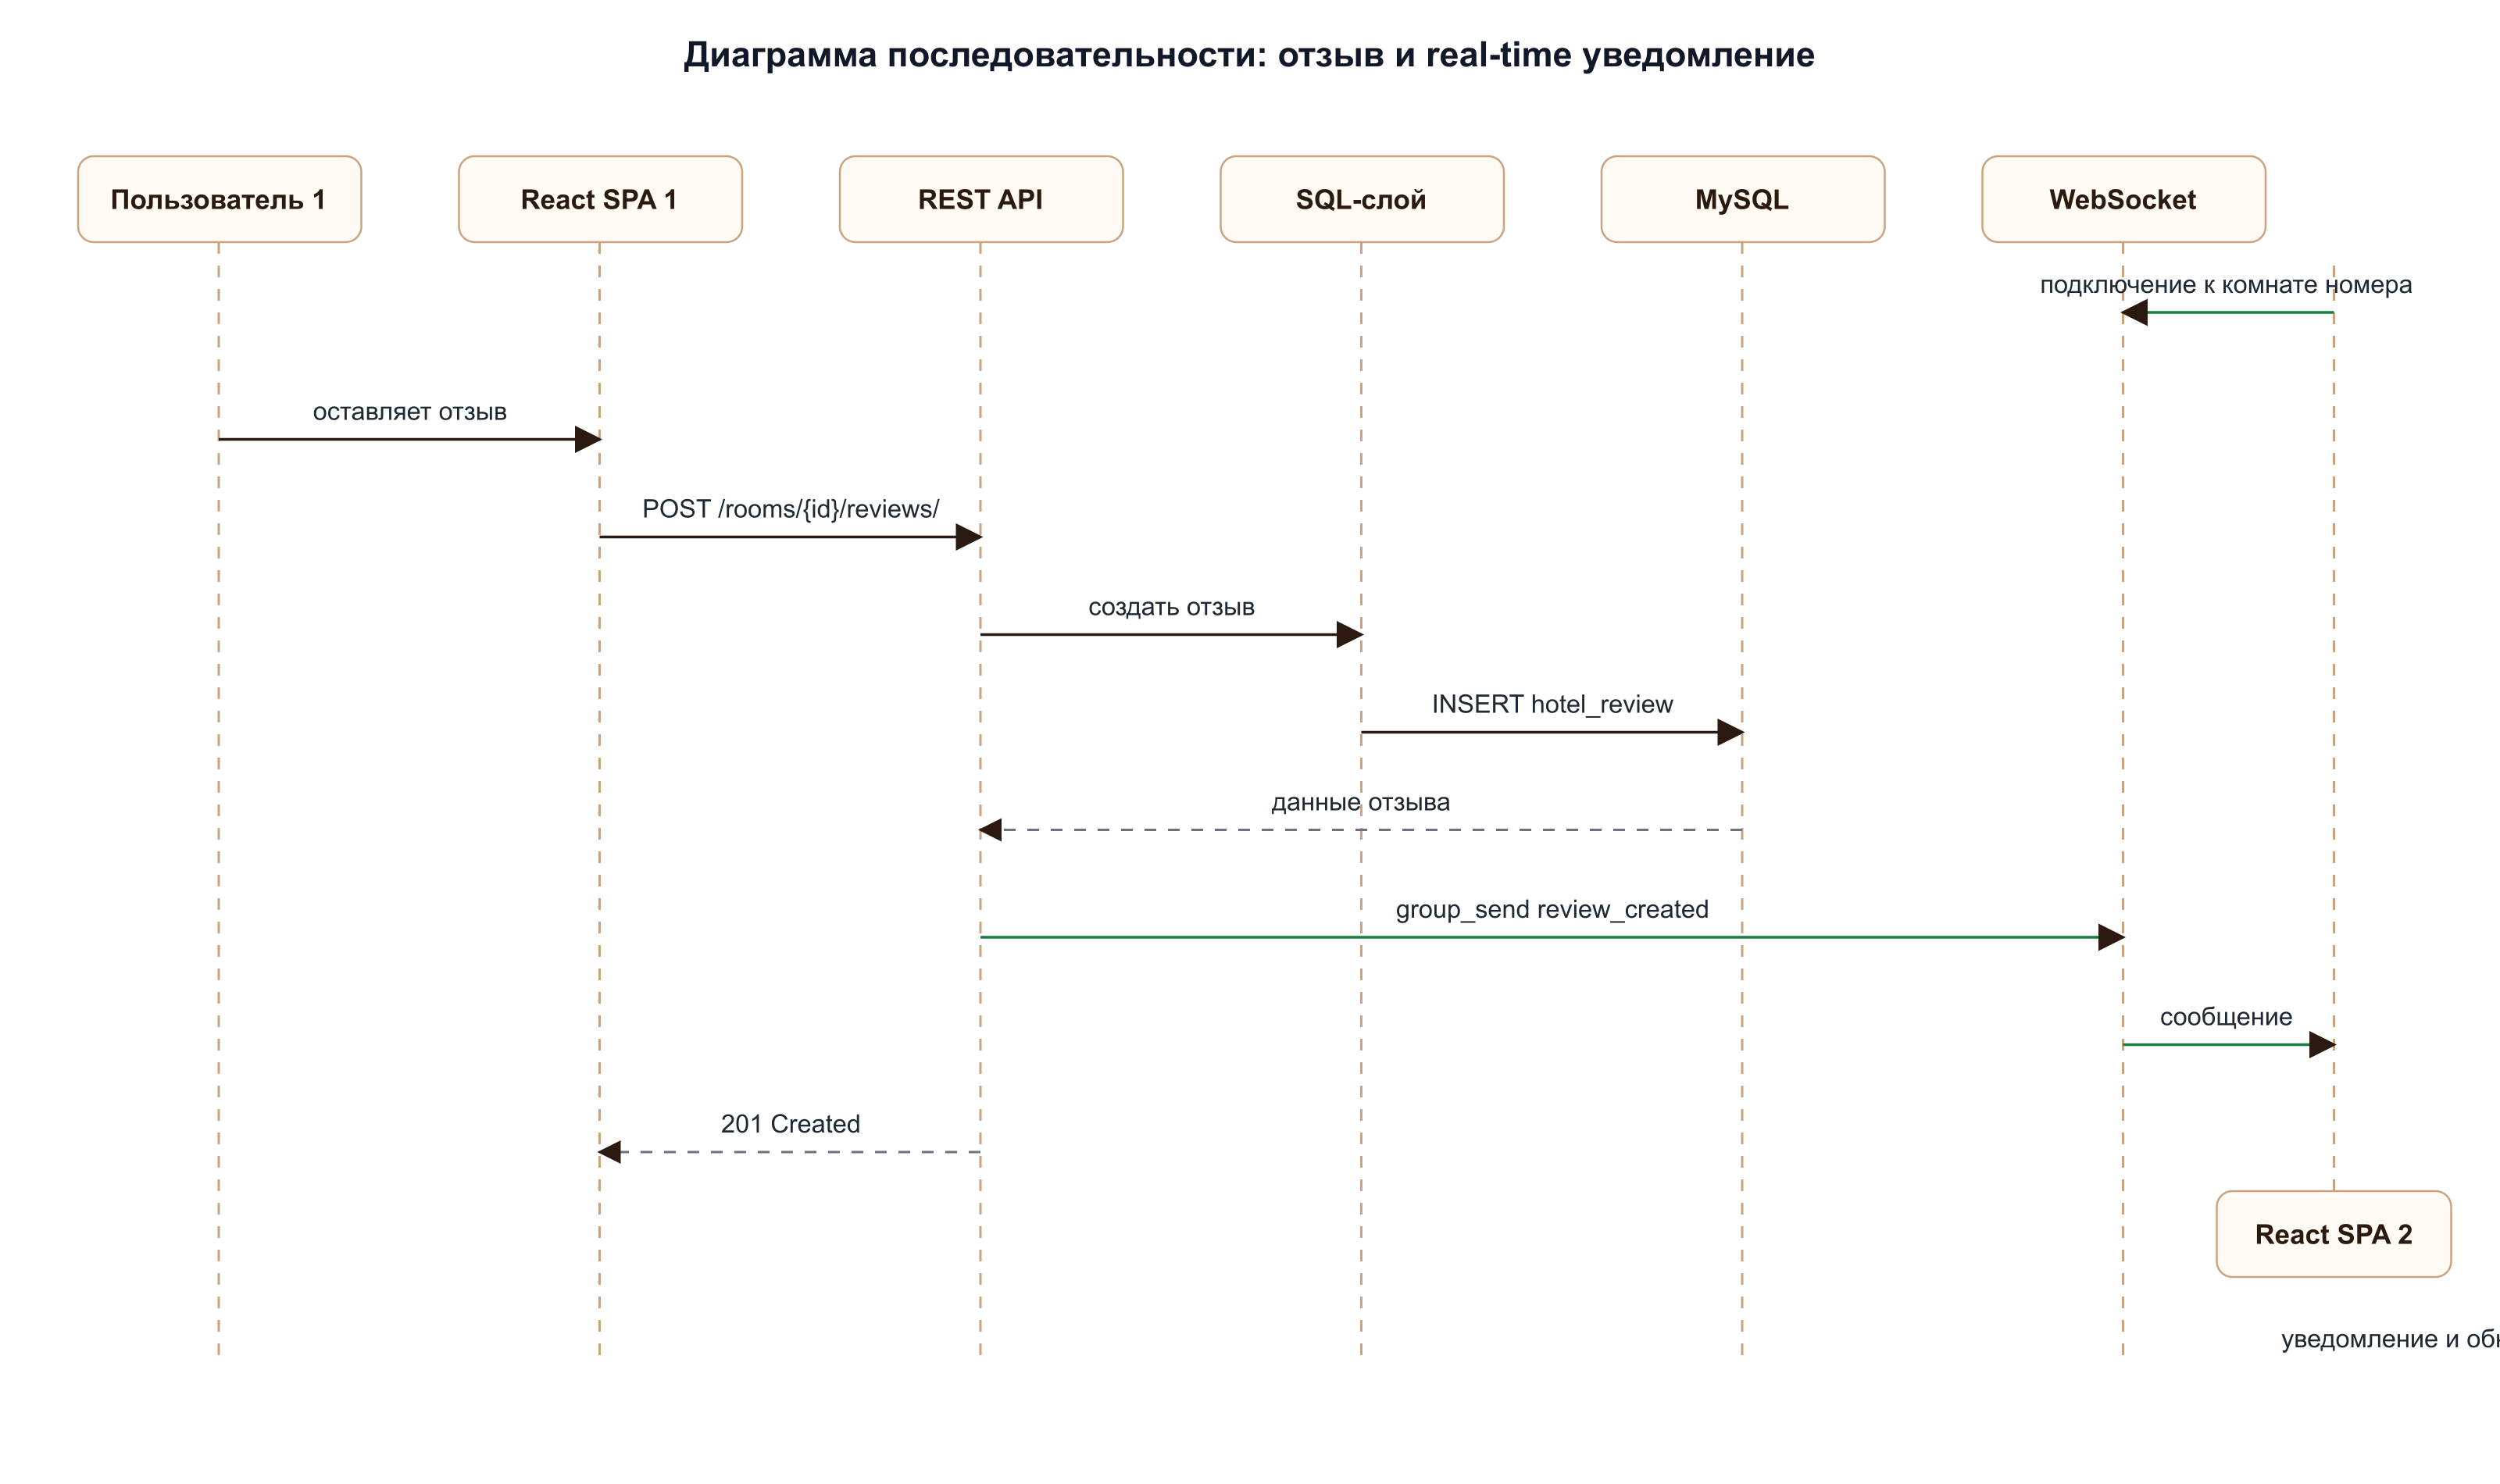 Диаграмма последовательности: отзыв и real-time уведомление
Пользователь 1
React SPA 1
REST API
SQL-слой
MySQL
WebSocket
подключение к комнате номера
оставляет отзыв
POST /rooms/{id}/reviews/
создать отзыв
INSERT hotel_review
данные отзыва
group_send review_created
сообщение
201 Created
React SPA 2
уведомление и